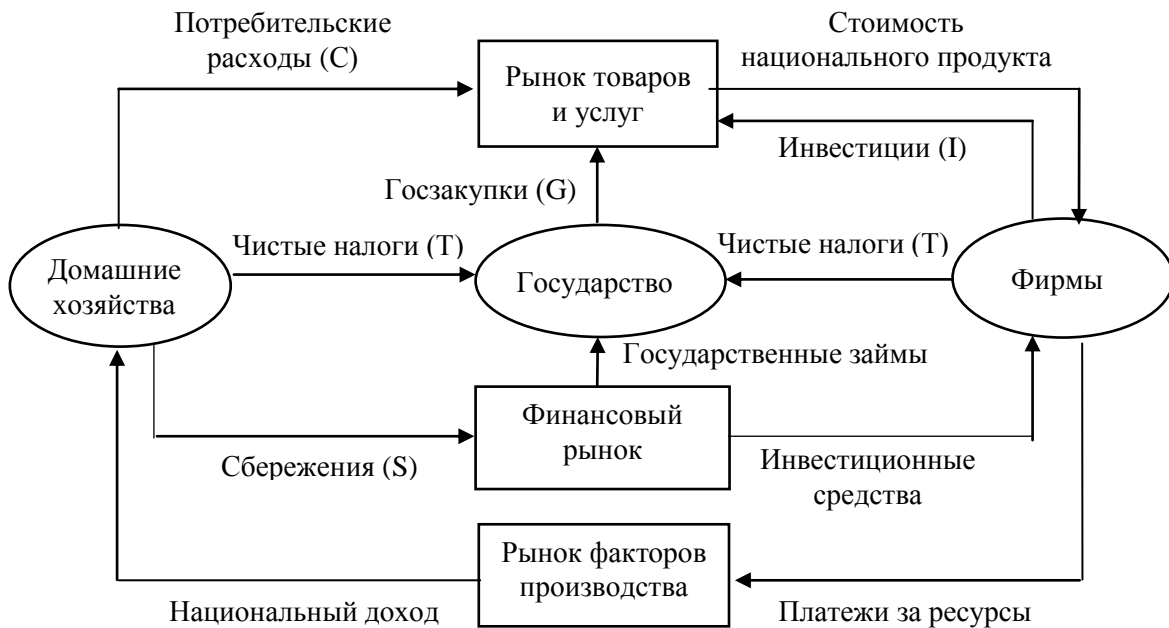 Потребительские
расходы (C)
Рынок товаров
и услуг
Стоимость
национального продукта
Инвестиции (I)
Госзакупки (G)
Домашние
хозяйства
Чистые налоги (T)
Государство
Чистые налоги (T)
Фирмы
Государственные займы
Финансовый
рынок
Сбережения (S)
Инвестиционные
средства
Рынок факторов
производства
Национальный доход
Платежи за ресурсы